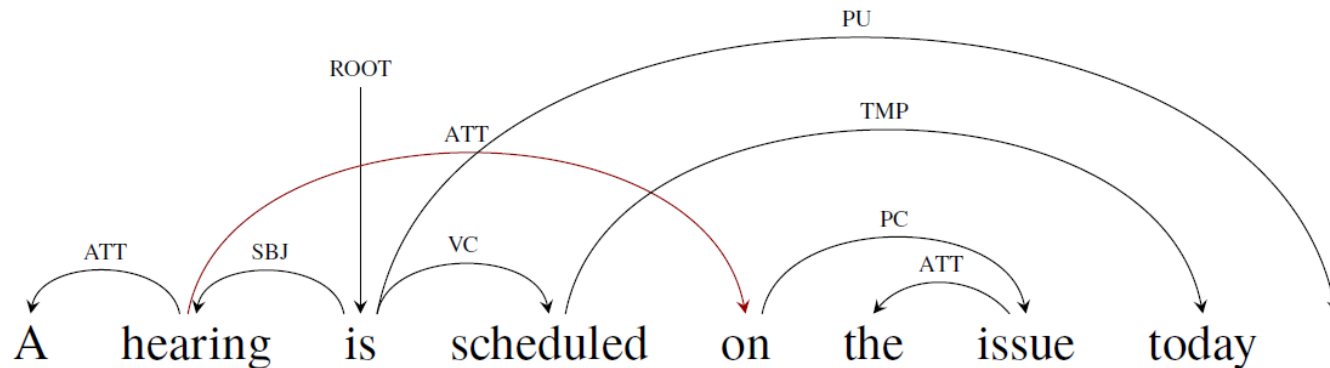 PU
ROOT
TMP
ATT
PC
ATT SBJ VC ATT
A hearing is scheduled on the issue today